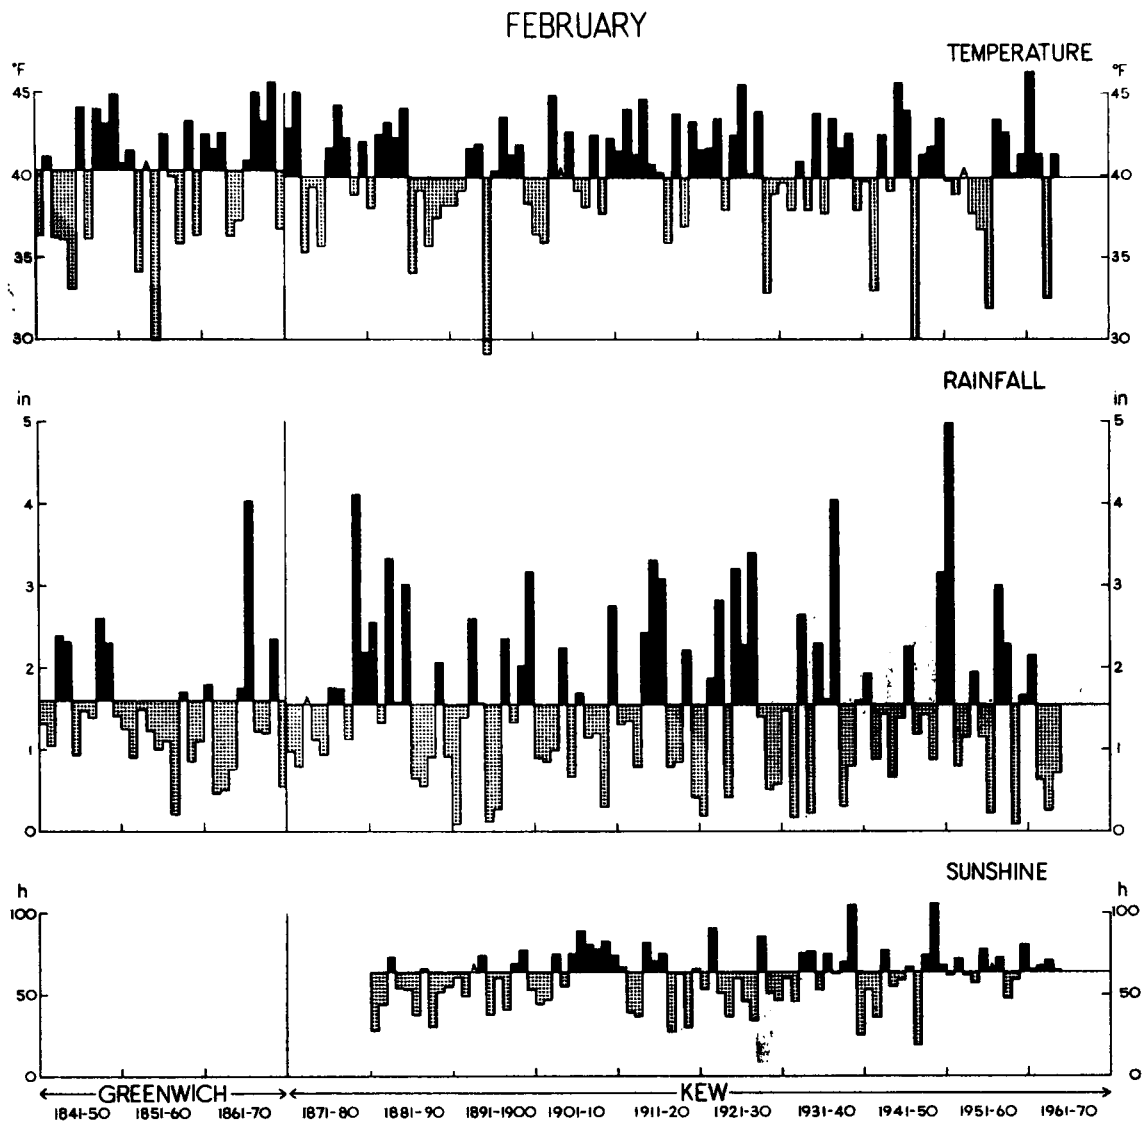 FEBRUARY
TEMPERATURE
°F °F
45 45
40 40
35 35
30 30
RAINFALL
in in
5 5
4 4
3 3
2 2
1 1
0 0
SUNSHINE
h h
100 100
50 50
0 0
GREENWICH KEW
1841-50 1851-60 1861-70 1871-80 1881-90 1891-1900 1901-10 1911-20 1921-30 1931-40 1941-50 1951-60 1961-70